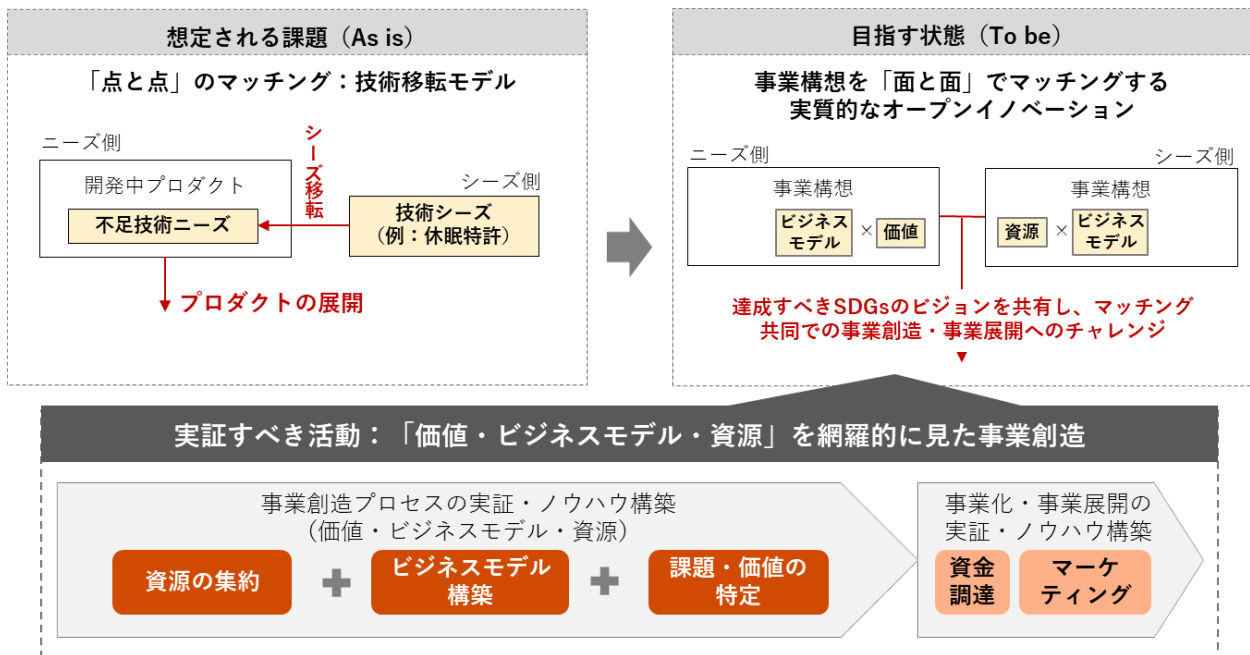 想定される課題（As is）
「点と点」のマッチング：技術移転モデル
ニーズ側
シーズ移転
シーズ側
開発中プロダクト
不足技術ニーズ
技術シーズ
（例：休眠特許）
プロダクトの展開
目指す状態（To be）
事業構想を「面と面」でマッチングする
実質的なオープンイノベーション
ニーズ側
シーズ側
事業構想
ビジネス
モデル
×
価値
事業構想
資源
×
ビジネス
モデル
達成すべきSDGsのビジョンを共有し、マッチング
共同での事業創造・事業展開へのチャレンジ
実証すべき活動：「価値・ビジネスモデル・資源」を網羅的に見た事業創造
事業創造プロセスの実証・ノウハウ構築
（価値・ビジネスモデル・資源）
資源の集約
ビジネスモデル
構築
課題・価値の
特定
事業化・事業展開の
実証・ノウハウ構築
資金
調達
マーケ
ティング